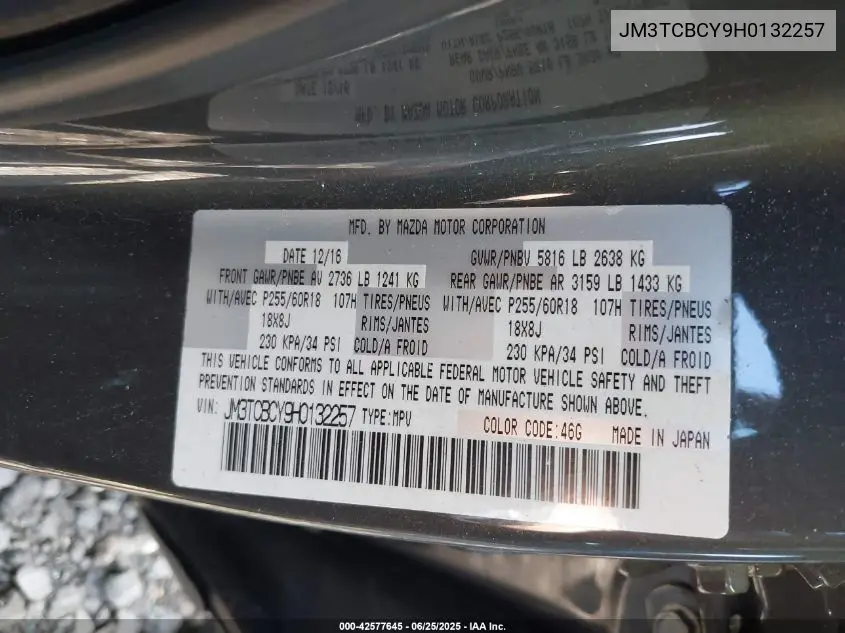 JM3TCBCY9H0132257
MFD. BY MAZDA MOTOR CORPORATION
DATE 12/16 GVWR/PNBV 5816 LB 2638 KG
FRONT GAWR/PNBE AV 2736 LB 1241 KG REAR GAWR/PNBE AR 3159 LB 1433 KG
WITH/AVEC P255/60R18 107H TIRES/PNEUS WITH/AVEC P255/60R18 107H TIRES/PNEUS
18X8J RIMS/JANTES 18X8J RIMS/JANTES
230 KPA/34 PSI COLD/A FROID 230 KPA/34 PSI COLD/A FROID
THIS VEHICLE CONFORMS TO ALL APPLICABLE FEDERAL MOTOR VEHICLE SAFETY AND THEFT
PREVENTION STANDARDS IN EFFECT ON THE DATE OF MANUFACTURE SHOWN ABOVE.
VIN: JM3TCBCY9H0132257 TYPE:MPV COLOR CODE:46G MADE IN JAPAN
000-42577645 - 06/25/2025 - IAA Inc.